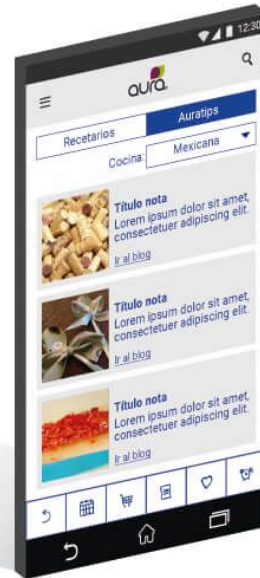 12:30
aura
Recetarios
Auratips
Cocina:
Mexicana
Título nota
Lorem ipsum dolor sit amet,
consectetuer adipiscing elit.
Ir al blog
Título nota
Lorem ipsum dolor sit amet,
consectetuer adipiscing elit.
Ir al blog
Título nota
Lorem ipsum dolor sit amet,
consectetuer adipiscing elit.
Ir al blog